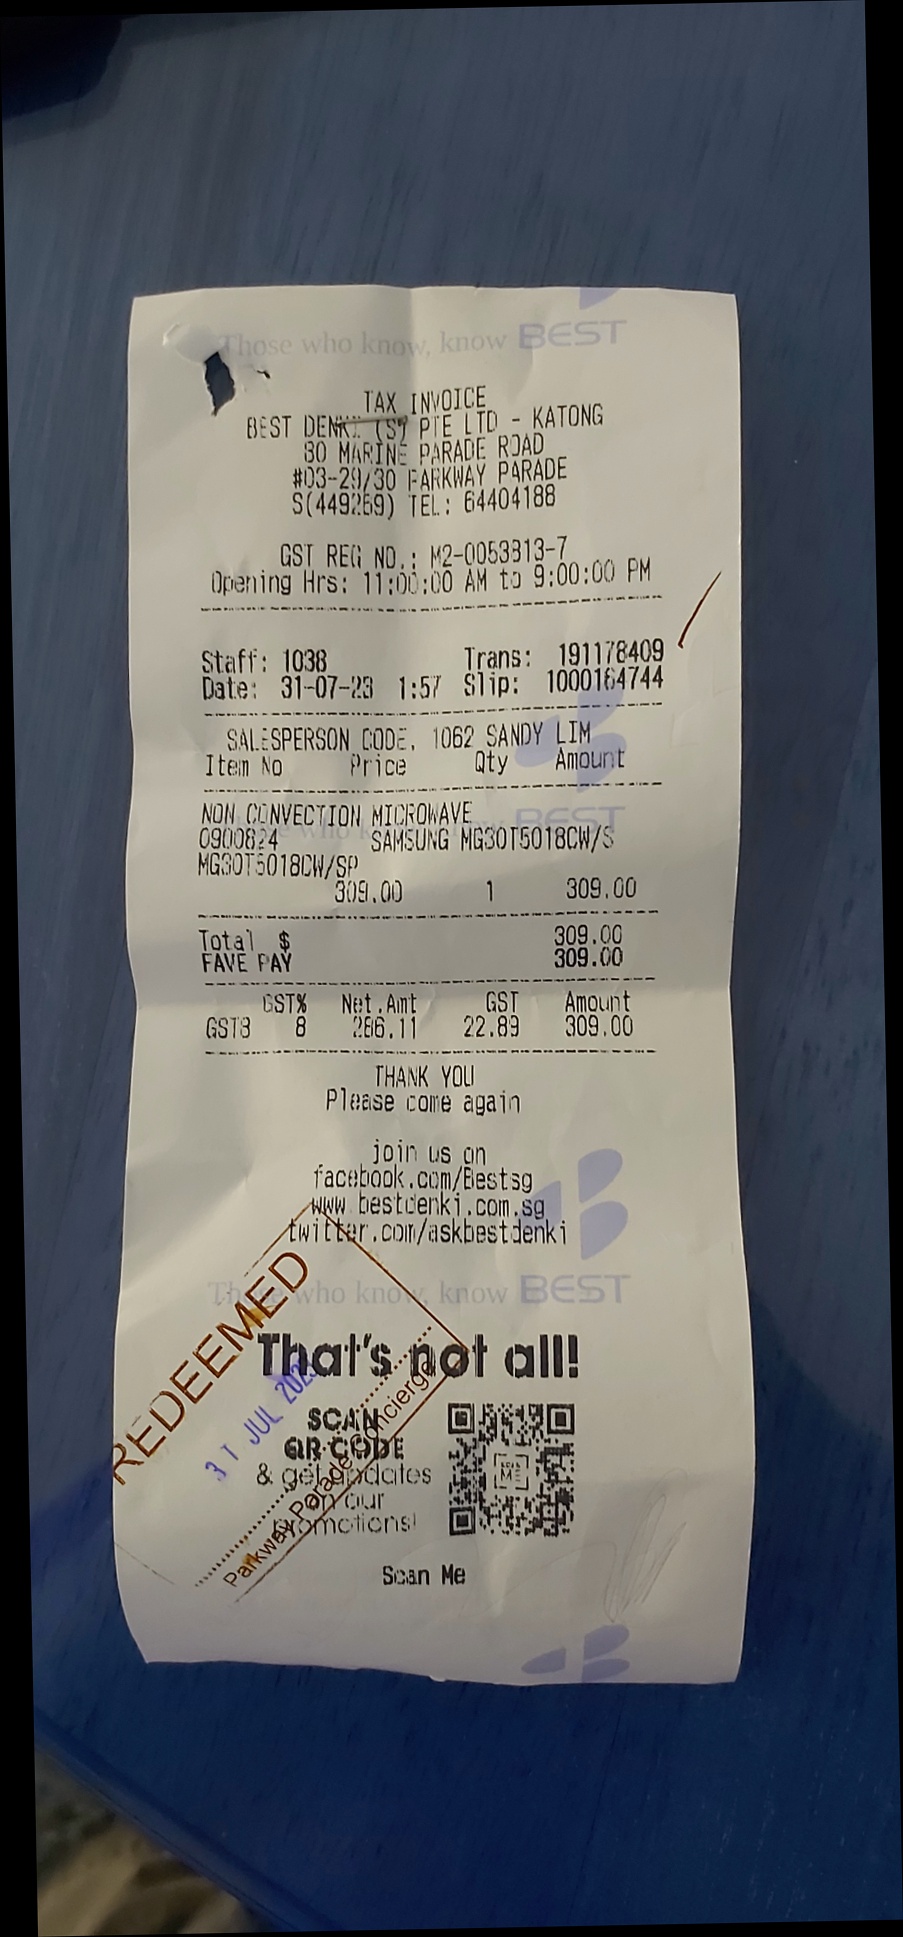 Those who know, know BEST
TAX INVOICE
BEST DENKI (S) PTE LTD - KATONG
80 MARINE PARADE ROAD
#03-29/30 PARKWAY PARADE
S(449269) TEL: 64404188
GST REG NO.: M2-0053813-7
Opening Hrs: 11:00:00 AM to 9:00:00 PM
Staff: 1038 Trans: 191178409
Date: 31-07-23 1:57 Slip: 1000164744
SALESPERSON CODE. 1062 SANDY LIM
Item No Price Qty Amount
NON CONVECTION MICROWAVE
0900824 SAMSUNG MG30T5018CW/S
MG30T5018CW/SP
309.00 1 309.00
Total $ 309.00
FAVE PAY 309.00
GST% Net.Amt GST Amount
GST8 8 286.11 22.89 309.00
THANK YOU
Please come again
join us on
facebook.com/Bestsg
www.bestdenki.com.sg
twitter.com/askbestdenki
Those who know, know BEST
REDEEMED
31 JUL 202
Parkway Parade Concierge
That's not all!
SCAN
QR CODE
& get updates
on our
promotions!
Scan Me